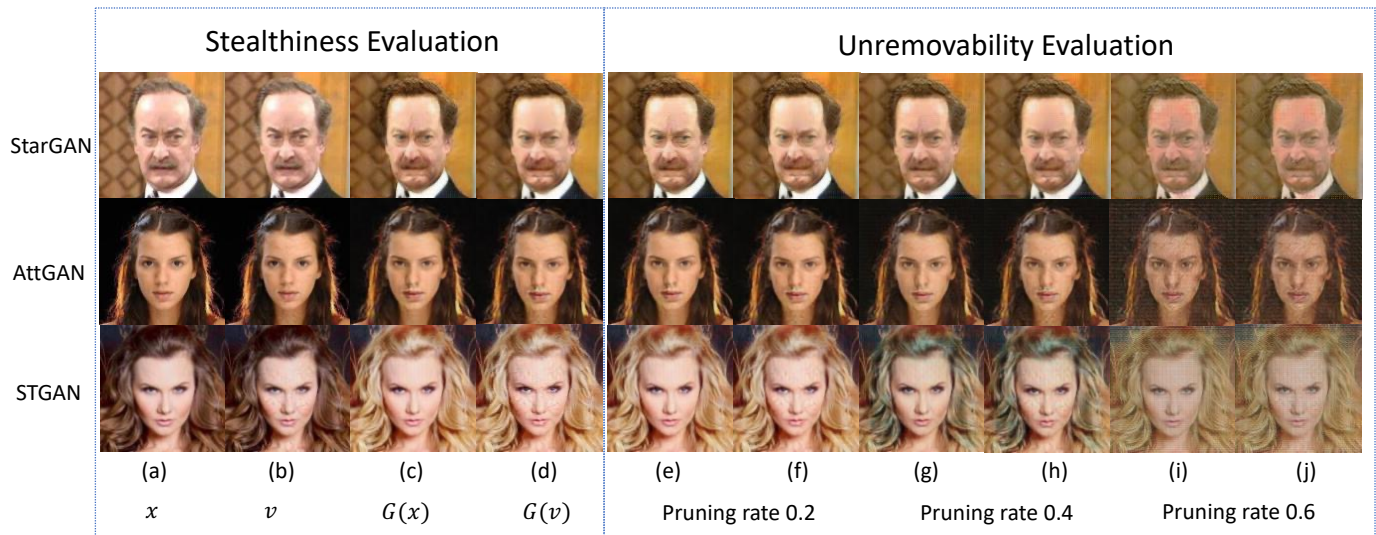 Stealthiness Evaluation
Unremovability Evaluation
StarGAN
AttGAN
STGAN
(a) (b) (c) (d) (e) (f) (g) (h) (i) (j)
x v G(x) G(v) Pruning rate 0.2 Pruning rate 0.4 Pruning rate 0.6